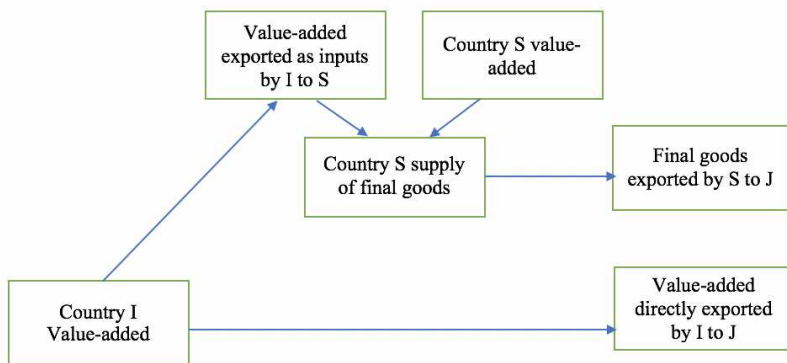 Value-added
exported as inputs
by I to S
Country S value-
added
Country S supply
of final goods
Final goods
exported by S to J
Country I
Value-added
Value-added
directly exported
by I to J